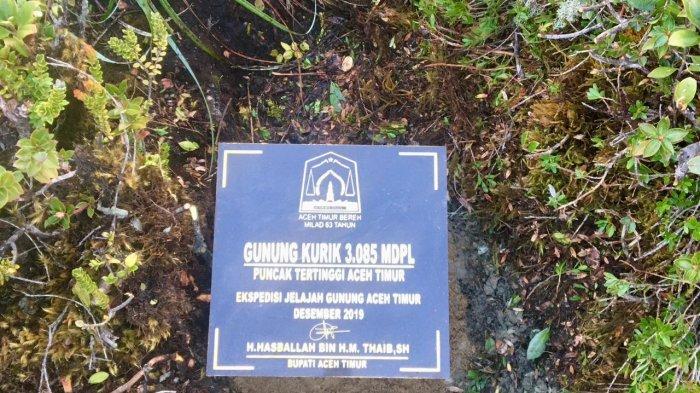 ACEH TIMUR BEREH
MILAD 63 TAHUN
GUNUNG KURIK 3.085 MDPL
PUNCAK TERTINGGI ACEH TIMUR
EKSPEDISI JELAJAH GUNUNG ACEH TIMUR
DESEMBER 2019
H.HASBALLAH BIN H.M. THAIB,SH
BUPATI ACEH TIMUR